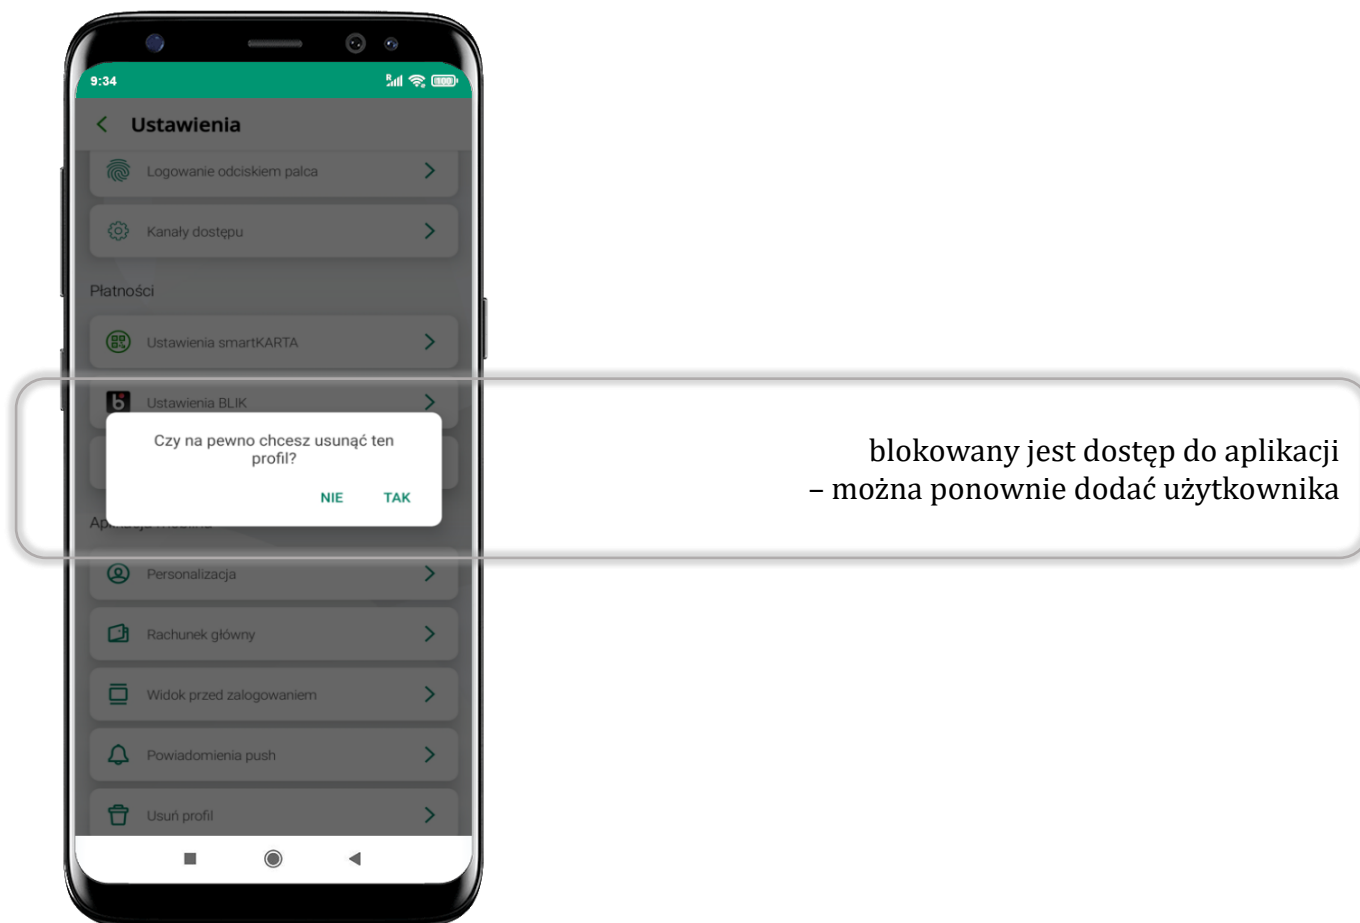 9:34
R
100
Ustawienia
Logowanie odciskiem palca
Kanały dostępu
Płatności
Ustawienia smartKARTA
Ustawienia BLIK
Czy na pewno chcesz usunąć ten
profil?
NIE TAK
Personalizacja
Rachunek główny
Widok przed zalogowaniem
Powiadomienia push
Usuń profil
blokowany jest dostęp do aplikacji
– można ponownie dodać użytkownika